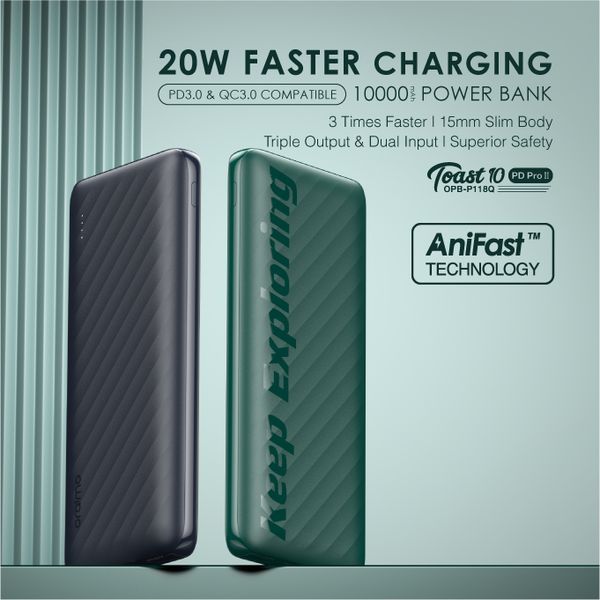 20W FASTER CHARGING
PD3.0 & QC3.0 COMPATIBLE 10000mAh POWER BANK
3 Times Faster | 15mm Slim Body
Triple Output & Dual Input | Superior Safety
Toast 10 PD Pro II
OPB-P118Q
AniFast™
TECHNOLOGY
Keep Exploring
oraimo